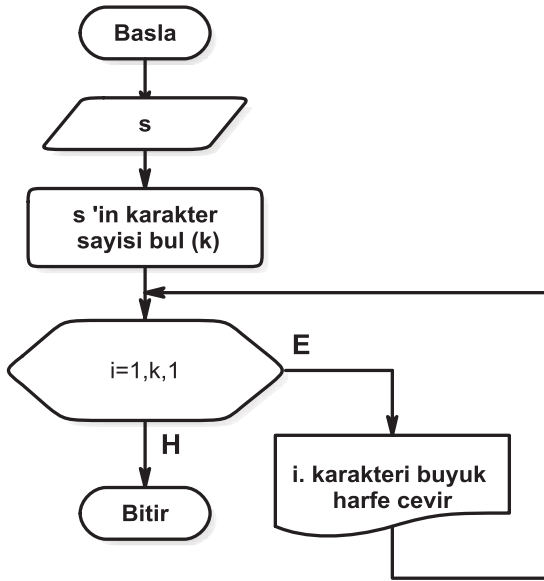 Basla
s
s 'in karakter
sayisi bul (k)
i=1,k,1
E
H
i. karakteri buyuk
harfe cevir
Bitir